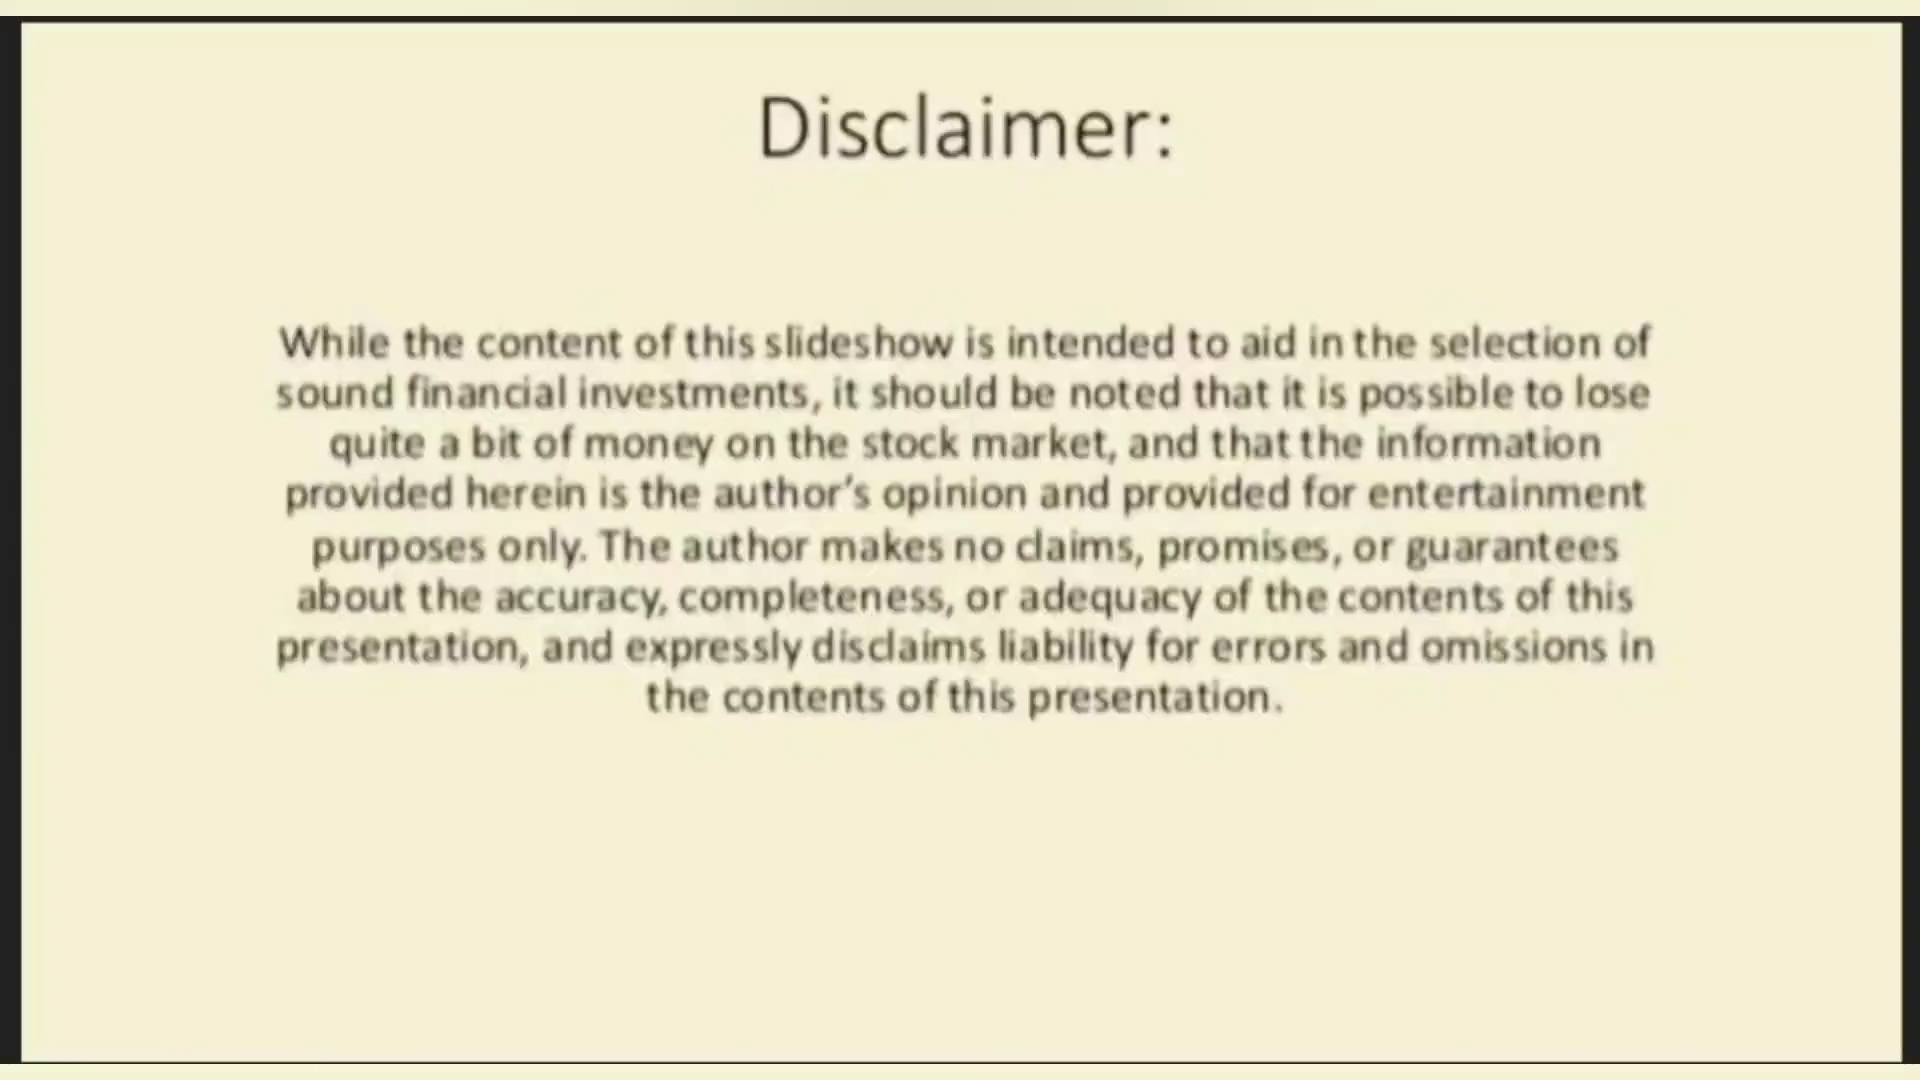 Disclaimer:
While the content of this slideshow is intended to aid in the selection of
sound financial investments, it should be noted that it is possible to lose
quite a bit of money on the stock market, and that the information
provided herein is the author’s opinion and provided for entertainment
purposes only. The author makes no claims, promises, or guarantees
about the accuracy, completeness, or adequacy of the contents of this
presentation, and expressly disclaims liability for errors and omissions in
the contents of this presentation.